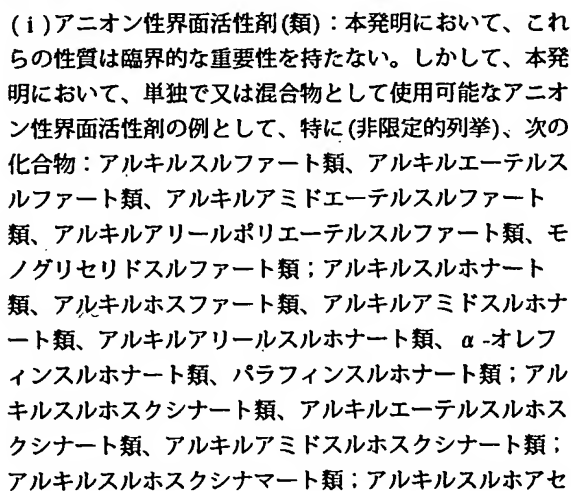 (i)アニオン性界面活性剤(類):本発明において、これ
らの性質は臨界的な重要性を持たない。しかして、本発
明において、単独で又は混合物として使用可能なアニオ
ン性界面活性剤の例として、特に(非限定的列挙)、次の
化合物:アルキルスルファート類、アルキルエーテルス
ルファート類、アルキルアミドエーテルスルファート
類、アルキルアリールポリエーテルスルファート類、モ
ノグリセリドスルファート類;アルキルスルホナート
類、アルキルホスファート類、アルキルアミドスルホナ
ート類、アルキルアリールスルホナート類、α-オレフ
ィンスルホナート類、パラフィンスルホナート類;アル
キルスルホスクシナート類、アルキルエーテルスルホス
クシナート類、アルキルアミドスルホスクシナート類;
アルキルスルホスクシナマート類;アルキルスルホアセ